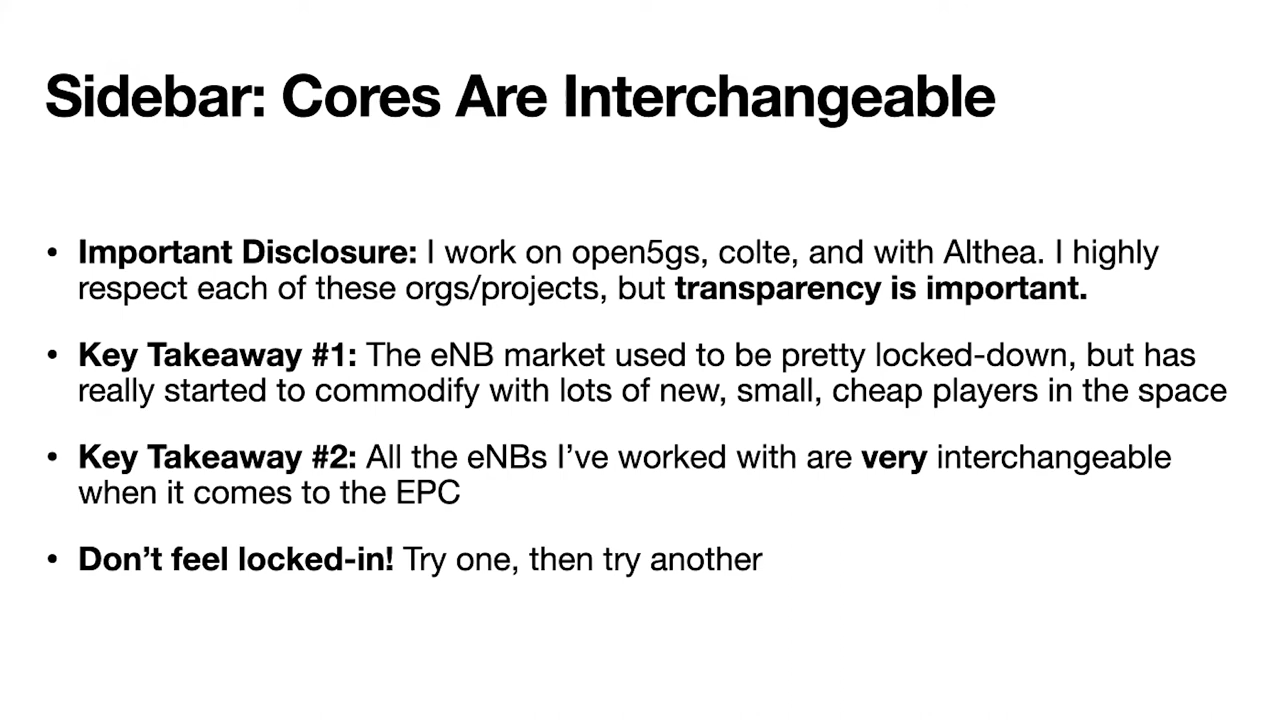 Sidebar: Cores Are Interchangeable
• Important Disclosure: I work on open5gs, colte, and with Althea. I highly
respect each of these orgs/projects, but transparency is important.
• Key Takeaway #1: The eNB market used to be pretty locked-down, but has
really started to commodify with lots of new, small, cheap players in the space
• Key Takeaway #2: All the eNBs I’ve worked with are very interchangeable
when it comes to the EPC
• Don’t feel locked-in! Try one, then try another